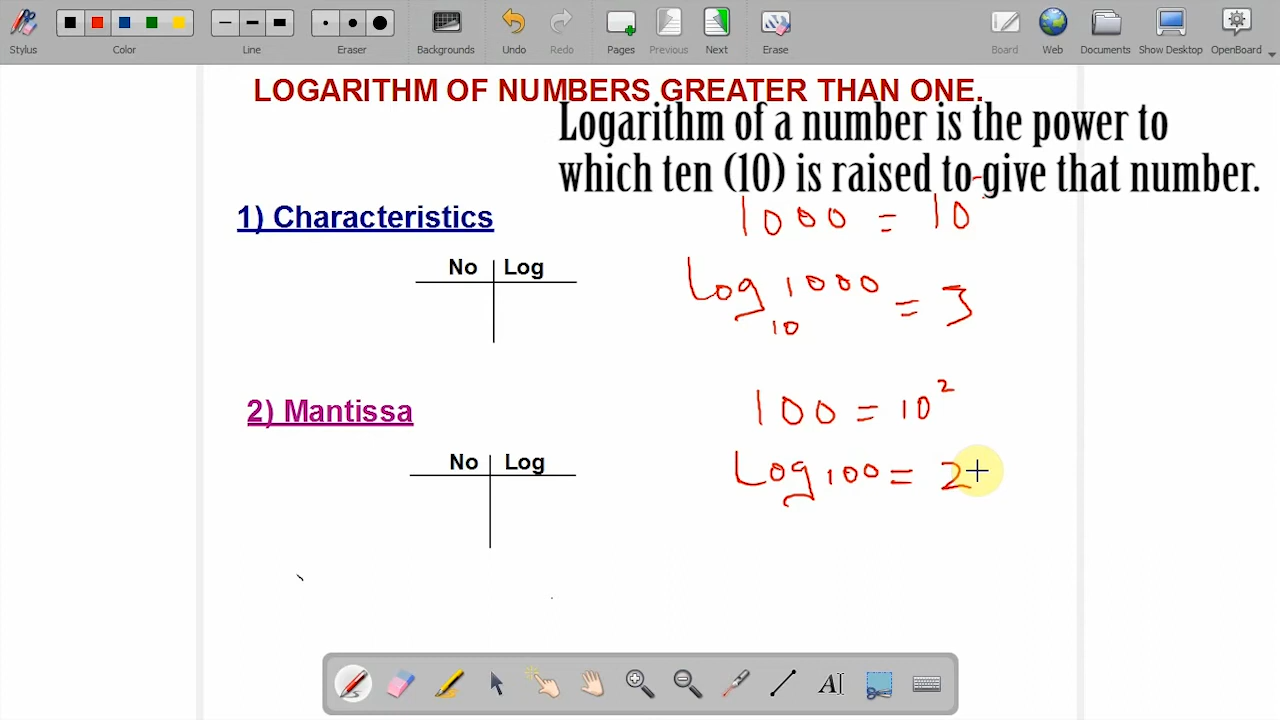 Stylus Color Line Eraser Backgrounds Undo Redo Pages Previous Next Erase Board Web Documents Show Desktop OpenBoard
LOGARITHM OF NUMBERS GREATER THAN ONE.
Logarithm of a number is the power to
which ten (10) is raised to give that number.
1) Characteristics
1000 = 10
No Log
Log 1000 = 3
10
2) Mantissa
100 = 10²
No Log
Log 100 = 2